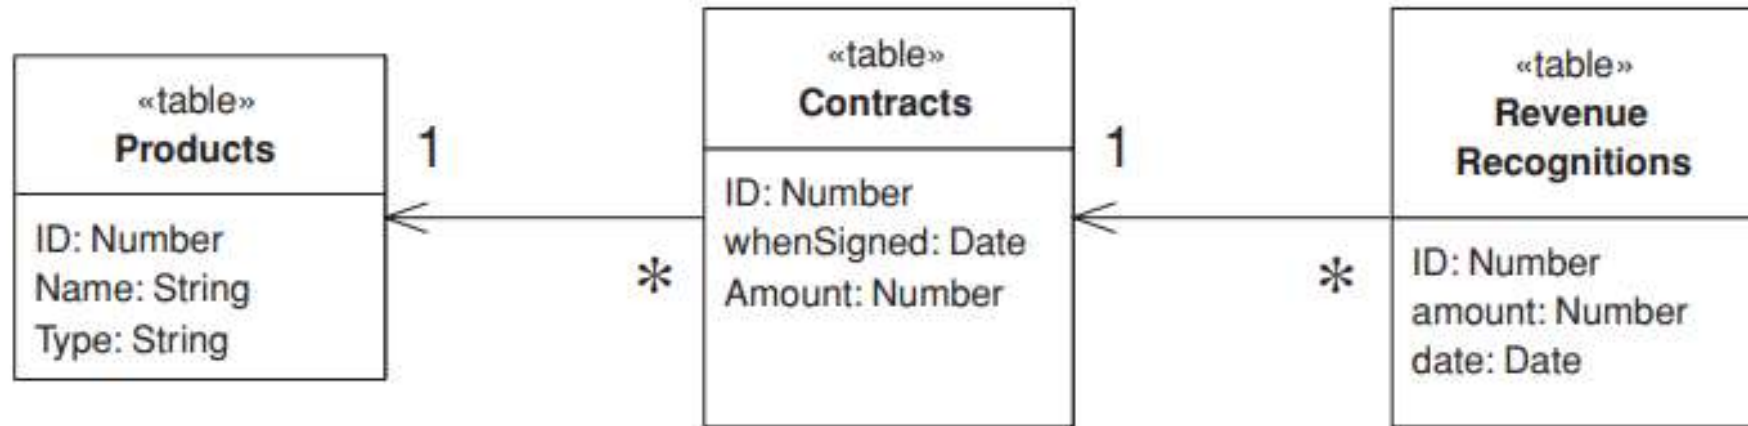 «table»
Products
ID: Number
Name: String
Type: String
1
*
«table»
Contracts
ID: Number
whenSigned: Date
Amount: Number
1
*
«table»
Revenue
Recognitions
ID: Number
amount: Number
date: Date